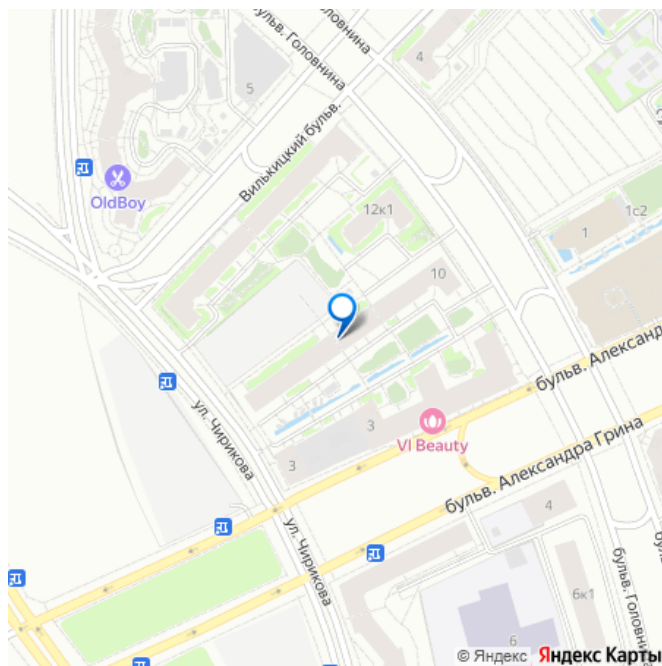 бульв. Головнина
Головнина
4
5
Вилькицкий бульв.
OldBoy
12к1
1с2
1
10
бульв. Александ
ул. Чирикова
3
VI Beauty
3
бульв. Александра Грина
4
ул. Чирикова
бульв. Головни
6к1
6
© Яндекс Яндекс Карты